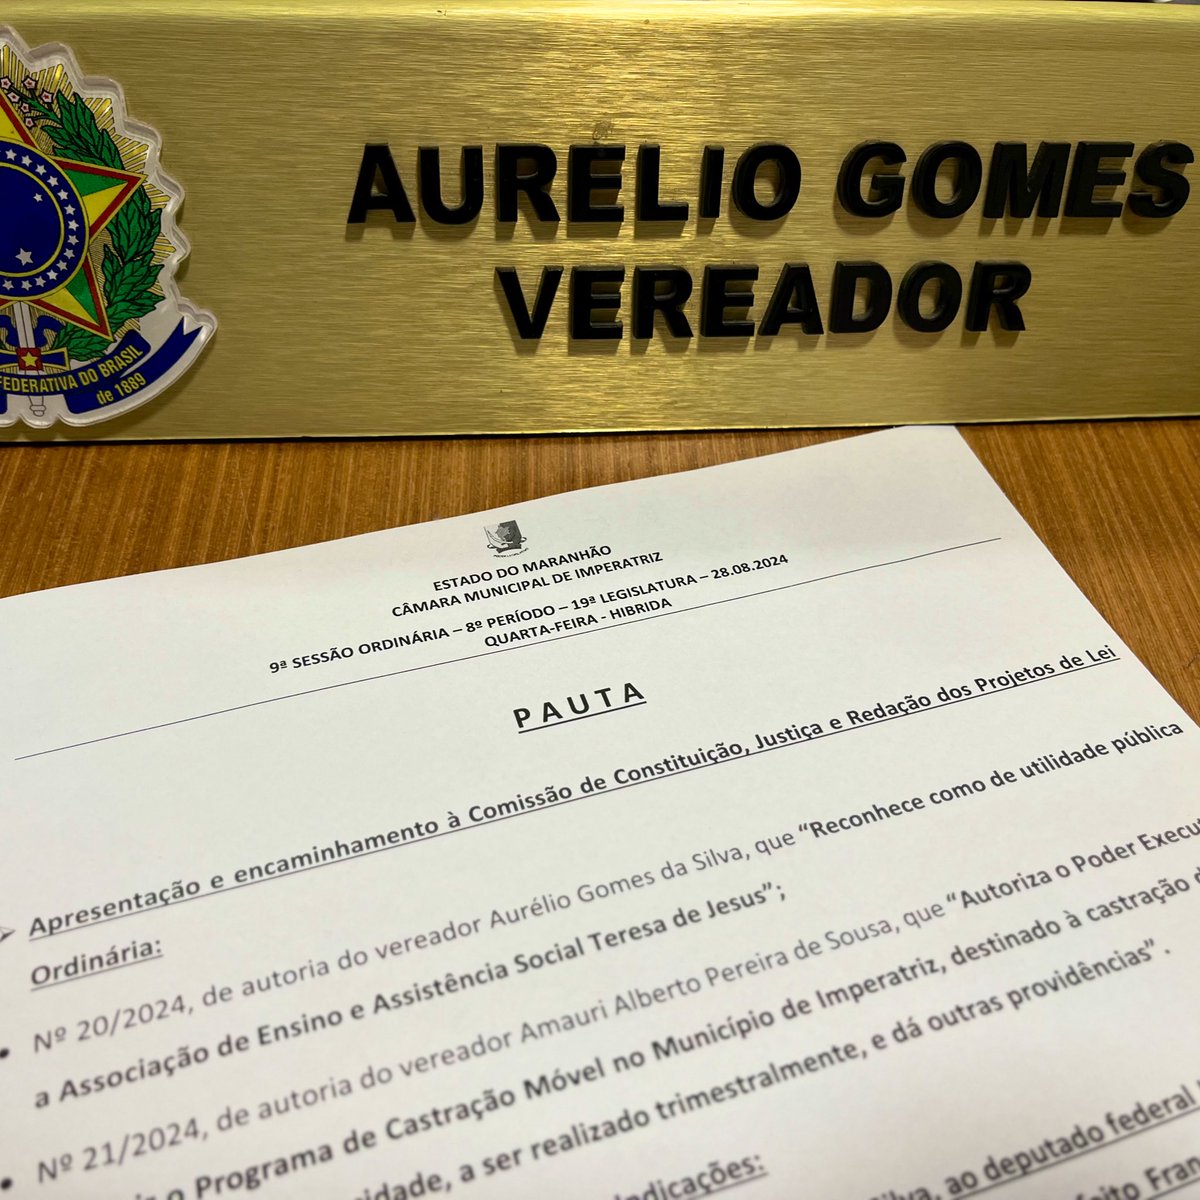 AURÉLIO GOMES
VEREADOR
FEDERATIVA DO BRASIL
de 1889
ESTADO DO MARANHÃO
CÂMARA MUNICIPAL DE IMPERATRIZ
9ª SESSÃO ORDINÁRIA – 8º PERÍODO – 19ª LEGISLATURA – 28.08.2024
QUARTA-FEIRA - HIBRIDA
PAUTA
Apresentação e encaminhamento à Comissão de Constituição, Justiça e Redação dos Projetos de Lei
Ordinária:
Nº 20/2024, de autoria do vereador Aurélio Gomes da Silva, que “Reconhece como de utilidade pública
a Associação de Ensino e Assistência Social Teresa de Jesus”;
Nº 21/2024, de autoria do vereador Amauri Alberto Pereira de Sousa, que “Autoriza o Poder
o Programa de Castração Móvel no Município de Imperatriz, destinado à castração
a ser realizado trimestralmente, e dá outras providências” .
ao deputado federal